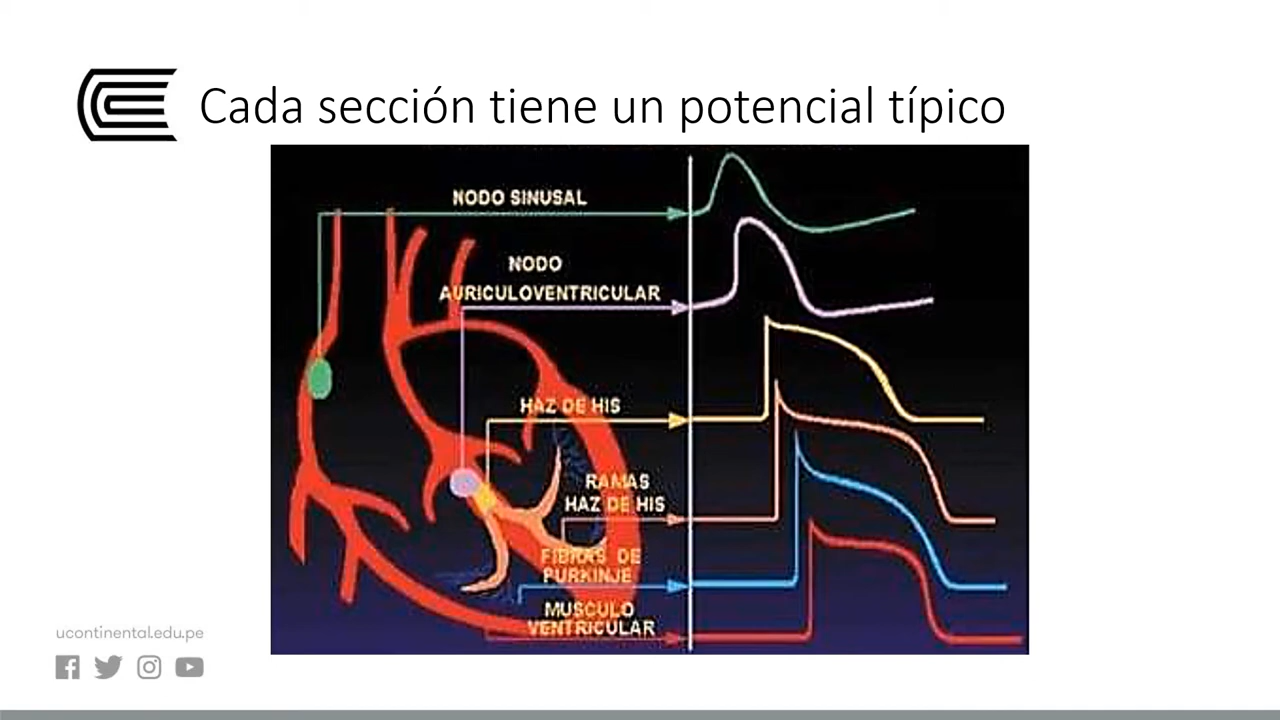 Cada sección tiene un potencial típico
NODO SINUSAL
NODO
AURICULOVENTRICULAR
HAZ DE HIS
RAMAS
HAZ DE HIS
FIBRAS DE
PURKINJE
MUSCULO
VENTRICULAR
ucontinental.edu.pe